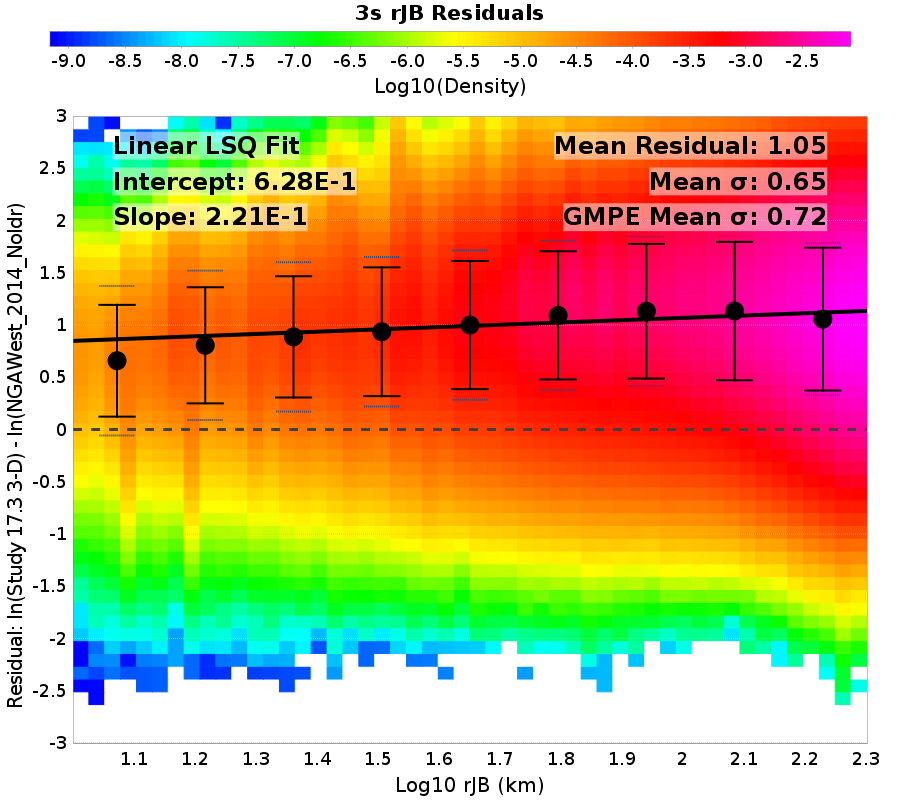 3s rJB Residuals
-9.0 -8.5 -8.0 -7.5 -7.0 -6.5 -6.0 -5.5 -5.0 -4.5 -4.0 -3.5 -3.0 -2.5
Log10(Density)
Linear LSQ Fit
Intercept: 6.28E-1
Slope: 2.21E-1
Mean Residual: 1.05
Mean σ: 0.65
GMPE Mean σ: 0.72
Residual: ln(Study 17.3 3-D) - ln(NGAWest_2014_NoIdr)
3
2.5
2
1.5
1
0.5
0
-0.5
-1
-1.5
-2
-2.5
-3
1.1 1.2 1.3 1.4 1.5 1.6 1.7 1.8 1.9 2 2.1 2.2 2.3
Log10 rJB (km)